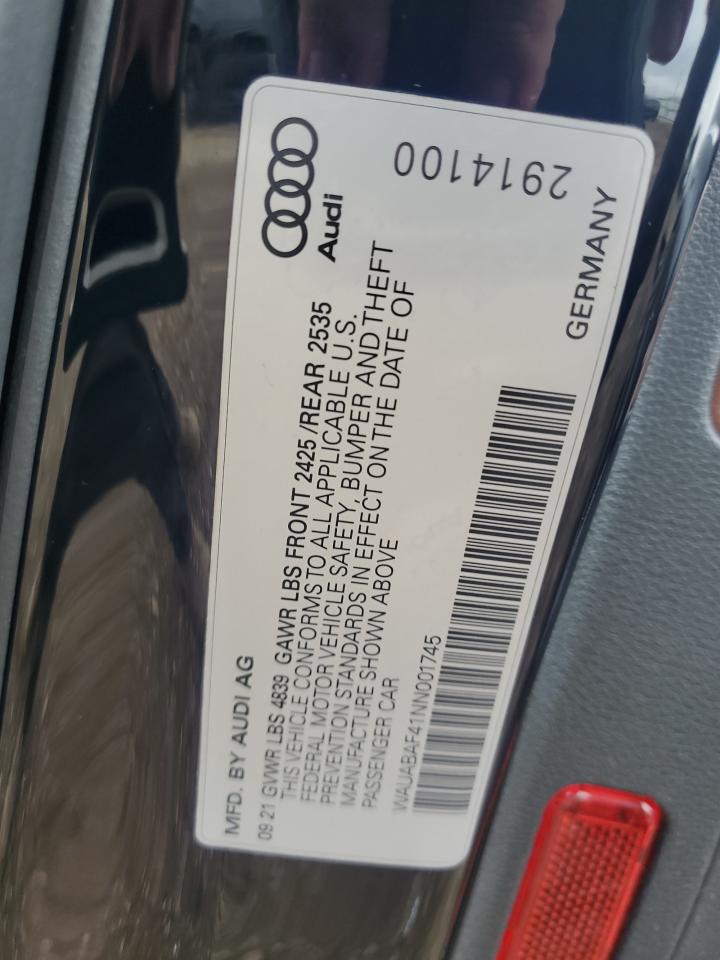 MFD. BY AUDI AG
Audi
09 21 GVWR LBS 4839 GAWR LBS FRONT 2425 /REAR 2535
THIS VEHICLE CONFORMS TO ALL APPLICABLE U.S.
FEDERAL MOTOR VEHICLE SAFETY, BUMPER AND THEFT
PREVENTION STANDARDS IN EFFECT ON THE DATE OF
MANUFACTURE SHOWN ABOVE
PASSENGER CAR
WAUABAF41NN001745
GERMANY
2914100